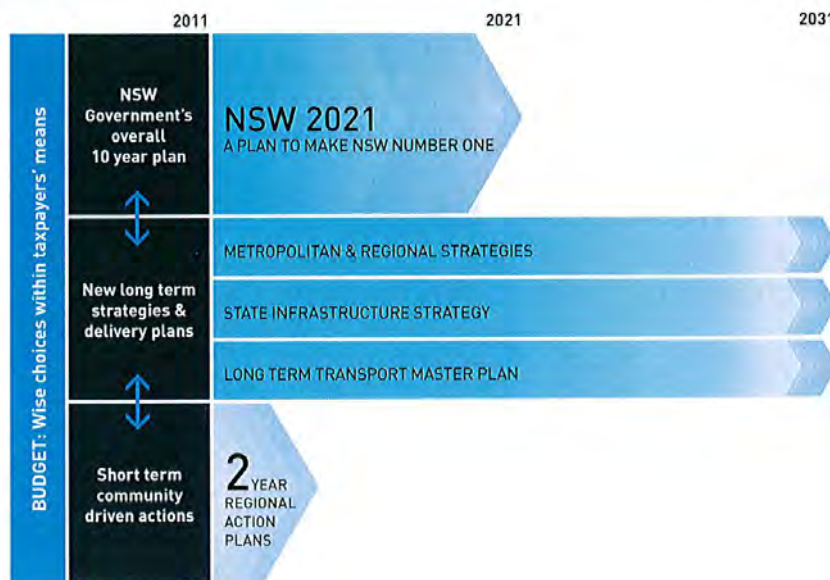 2011
2021
2031
BUDGET: Wise choices within taxpayers' means
NSW
Government's
overall
10 year plan
NSW 2021
A PLAN TO MAKE NSW NUMBER ONE
New long term
strategies &
delivery plans
METROPOLITAN & REGIONAL STRATEGIES
STATE INFRASTRUCTURE STRATEGY
LONG TERM TRANSPORT MASTER PLAN
Short term
community
driven actions
2 YEAR
REGIONAL
ACTION
PLANS